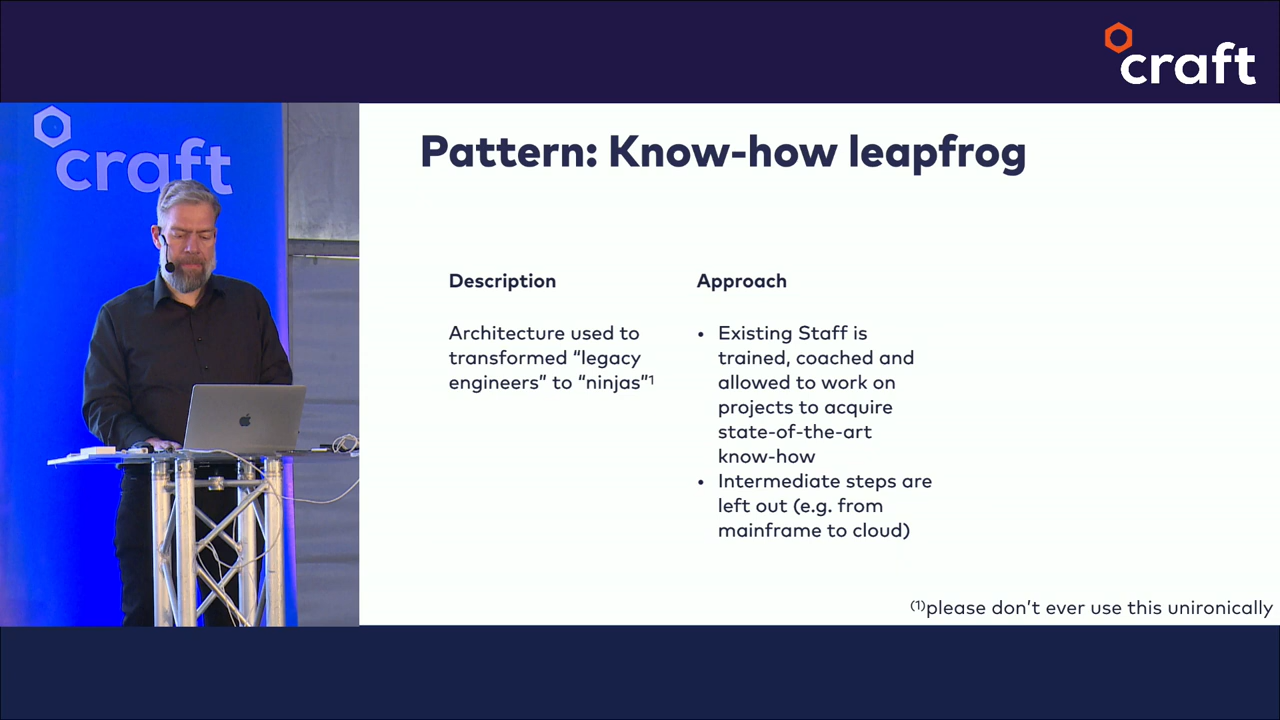 craft
craft
Pattern: Know-how leapfrog
Description
Architecture used to
transformed “legacy
engineers” to “ninjas”¹
Approach
• Existing Staff is
trained, coached and
allowed to work on
projects to acquire
state-of-the-art
know-how
• Intermediate steps are
left out (e.g. from
mainframe to cloud)
⁽¹⁾please don’t ever use this unironically